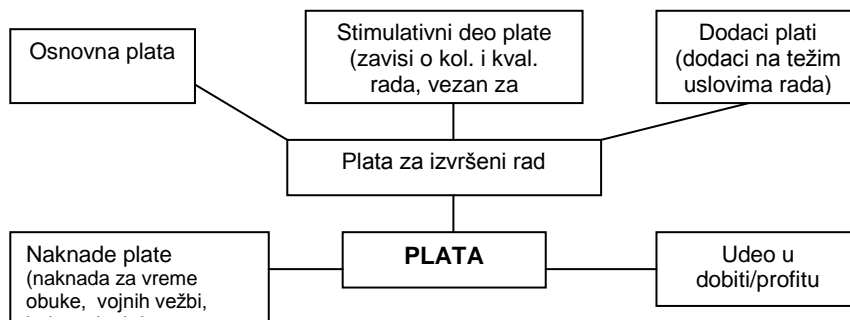 Osnovna plata
Stimulativni deo plate
(zavisi o kol. i kval.
rada, vezan za
Dodaci plati
(dodaci na težim
uslovima rada)
Plata za izvršeni rad
Naknade plate
(naknada za vreme
obuke, vojnih vežbi,
PLATA
Udeo u
dobiti/profitu